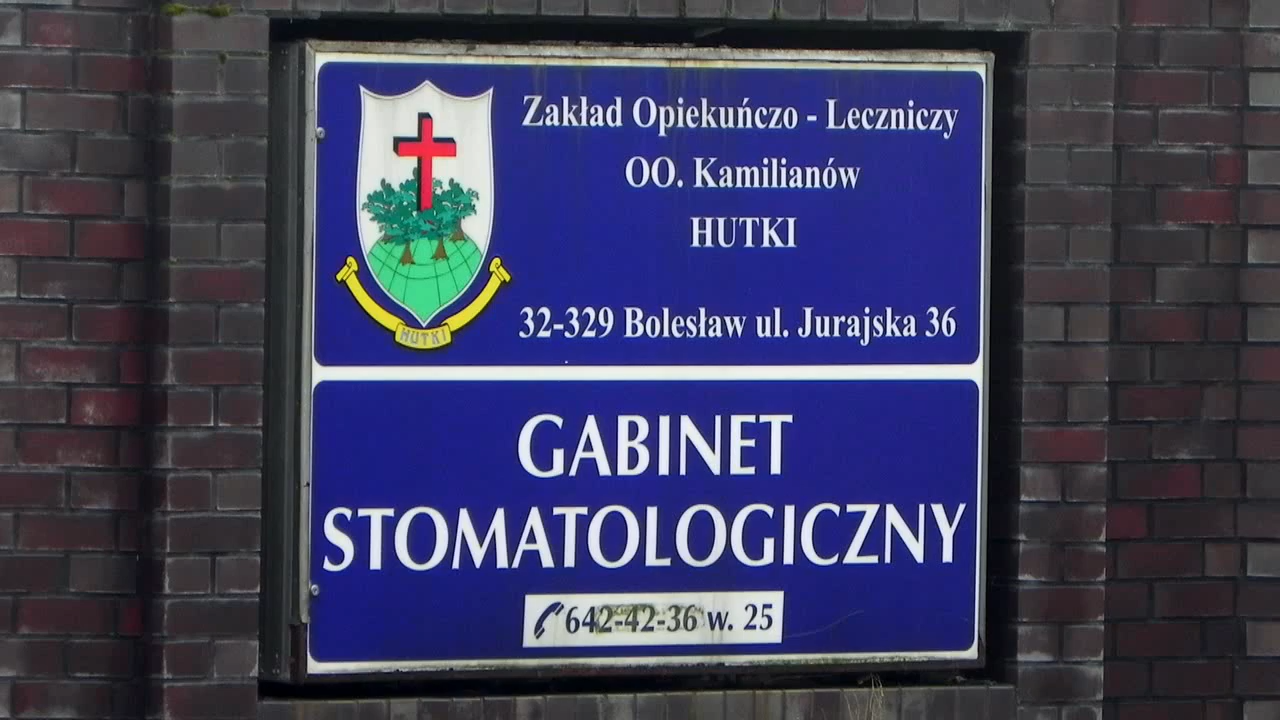 Zakład Opiekuńczo - Leczniczy
OO. Kamilianów
HUTKI
32-329 Bolesław ul. Jurajska 36
HUTKI
GABINET
STOMATOLOGICZNY
642-42-36 w. 25